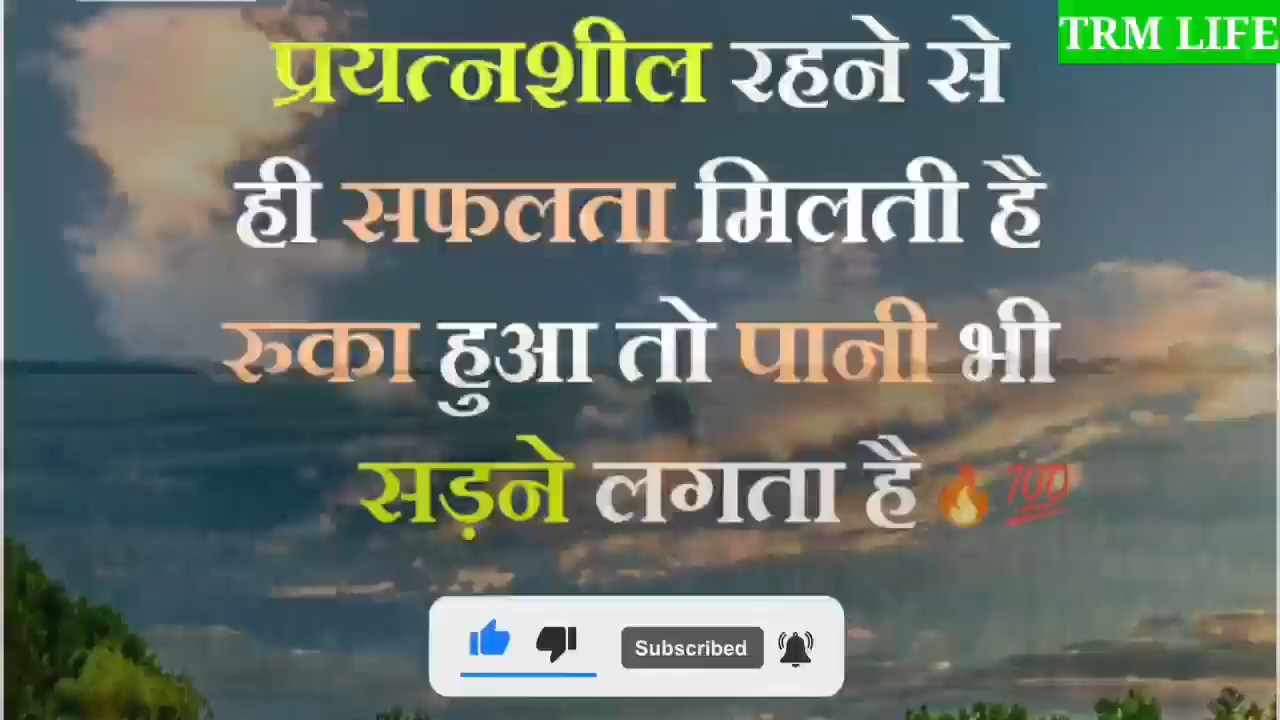 TRM LIFE
प्रयत्नशील रहने से
ही सफलता मिलती है
रुका हुआ तो पानी भी
सड़ने लगता है🔥💯
Subscribed